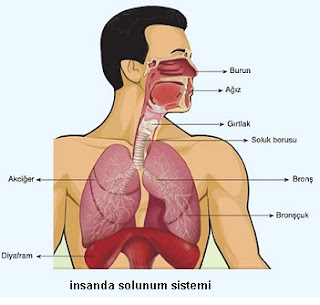 Burun
Ağız
Gırtlak
Soluk borusu
Akciğer
Bronş
Bronşçuk
Diyafram
insanda solunum sistemi